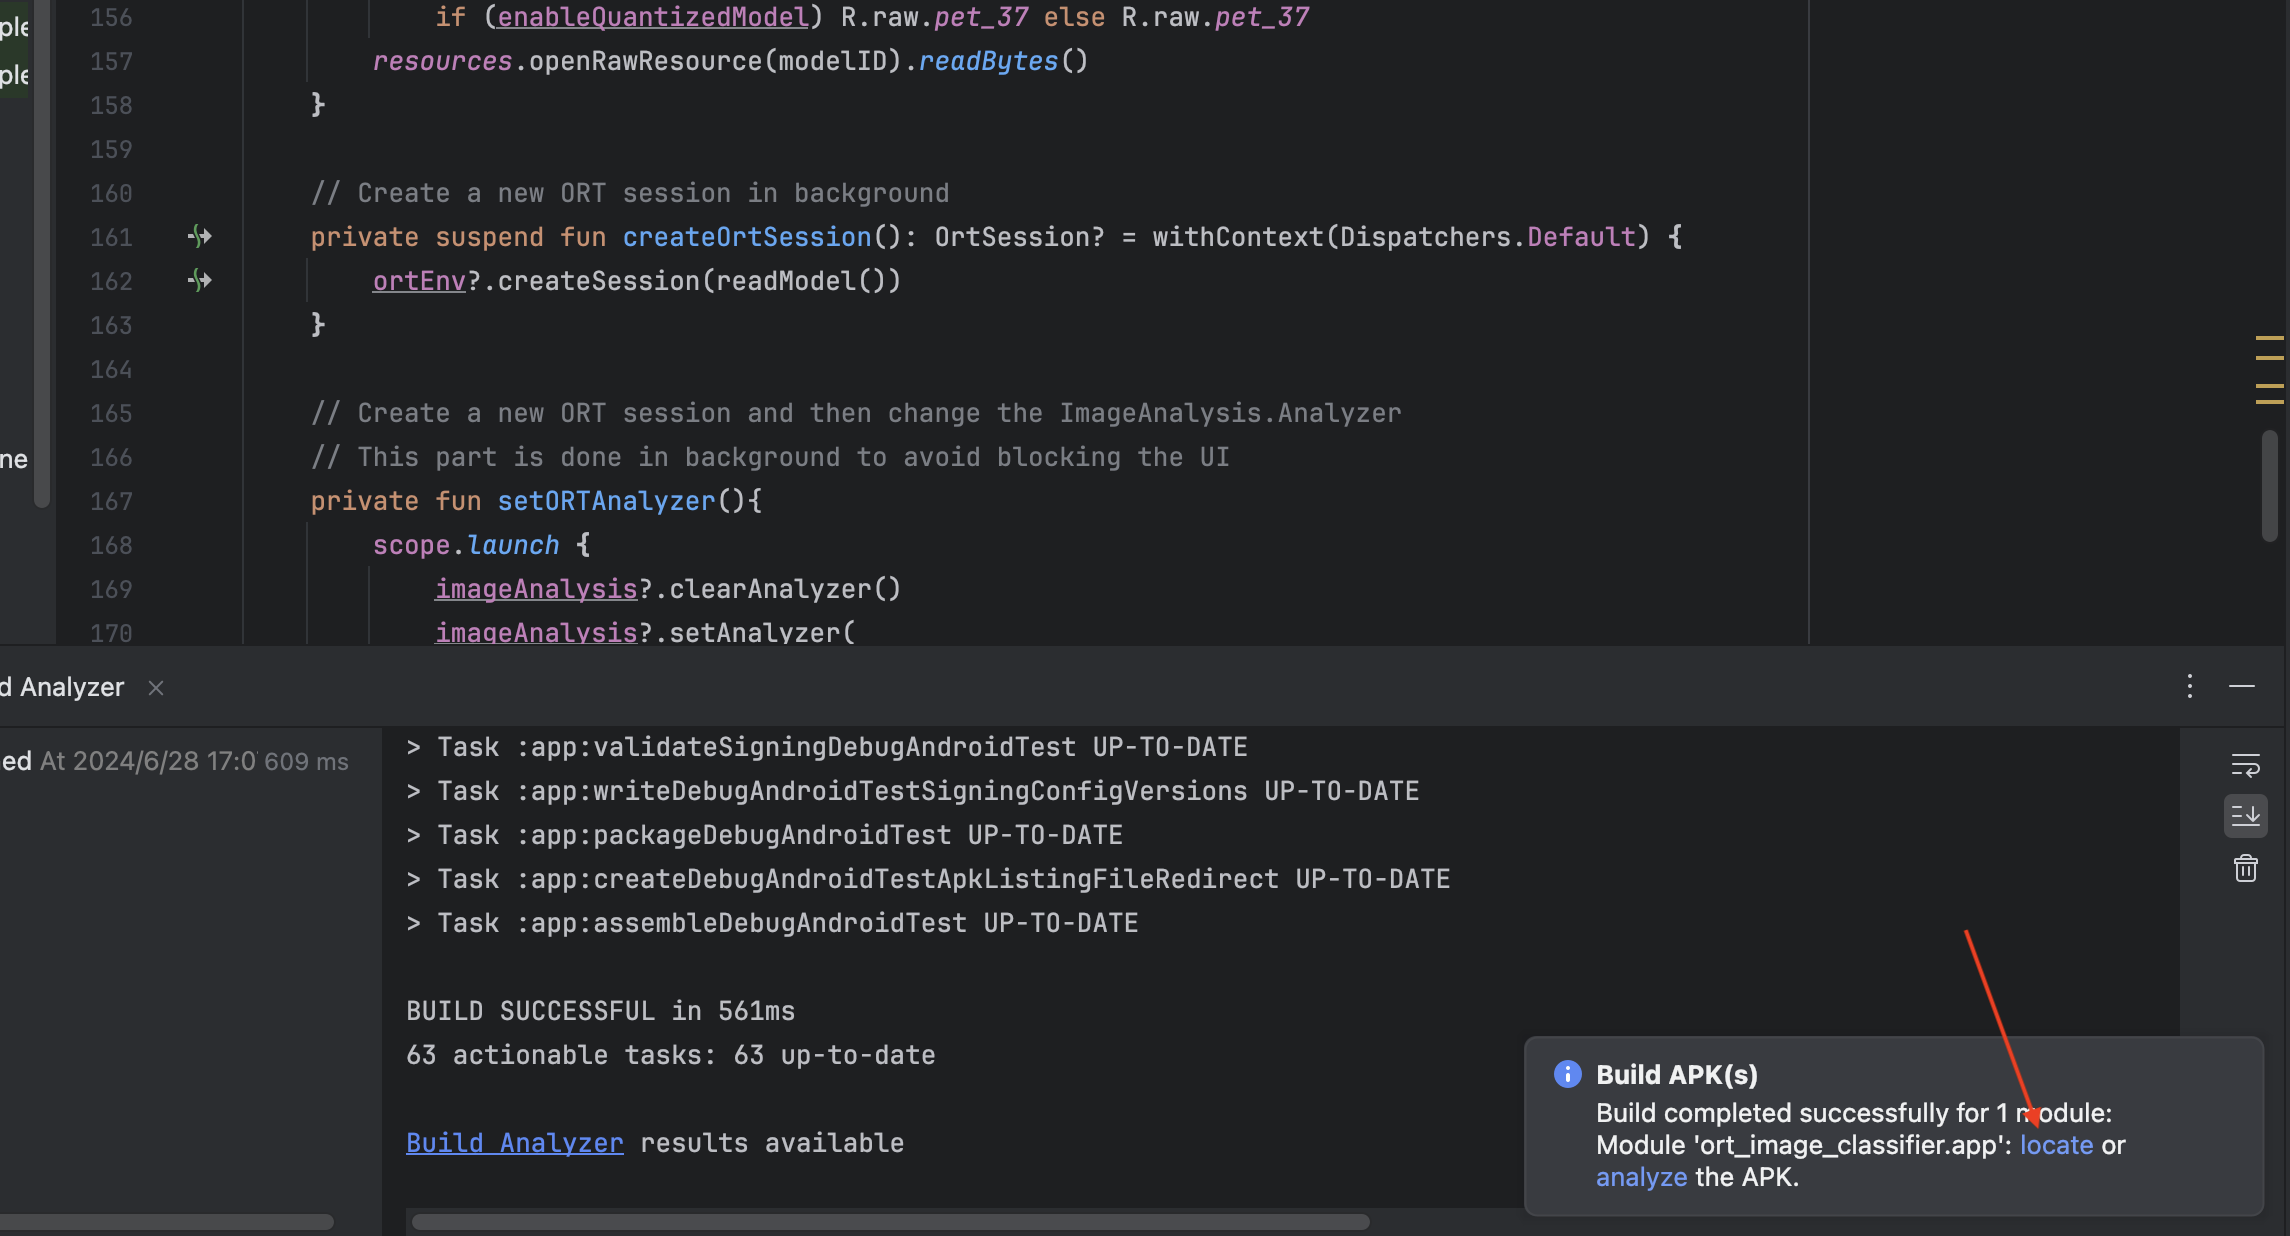 ple
ple
ne
156 if (enableQuantizedModel) R.raw.pet_37 else R.raw.pet_37
157 resources.openRawResource(modelID).readBytes()
158 }
159
160 // Create a new ORT session in background
161 private suspend fun createOrtSession(): OrtSession? = withContext(Dispatchers.Default) {
162 ortEnv?.createSession(readModel())
163 }
164
165 // Create a new ORT session and then change the ImageAnalysis.Analyzer
166 // This part is done in background to avoid blocking the UI
167 private fun setORTAnalyzer(){
168 scope.launch {
169 imageAnalysis?.clearAnalyzer()
170 imageAnalysis?.setAnalyzer(
d Analyzer
ed At 2024/6/28 17:0 609 ms
> Task :app:validateSigningDebugAndroidTest UP-TO-DATE
> Task :app:writeDebugAndroidTestSigningConfigVersions UP-TO-DATE
> Task :app:packageDebugAndroidTest UP-TO-DATE
> Task :app:createDebugAndroidTestApkListingFileRedirect UP-TO-DATE
> Task :app:assembleDebugAndroidTest UP-TO-DATE
BUILD SUCCESSFUL in 561ms
63 actionable tasks: 63 up-to-date
Build Analyzer results available
Build APK(s)
Build completed successfully for 1 module:
Module 'ort_image_classifier.app': locate or
analyze the APK.